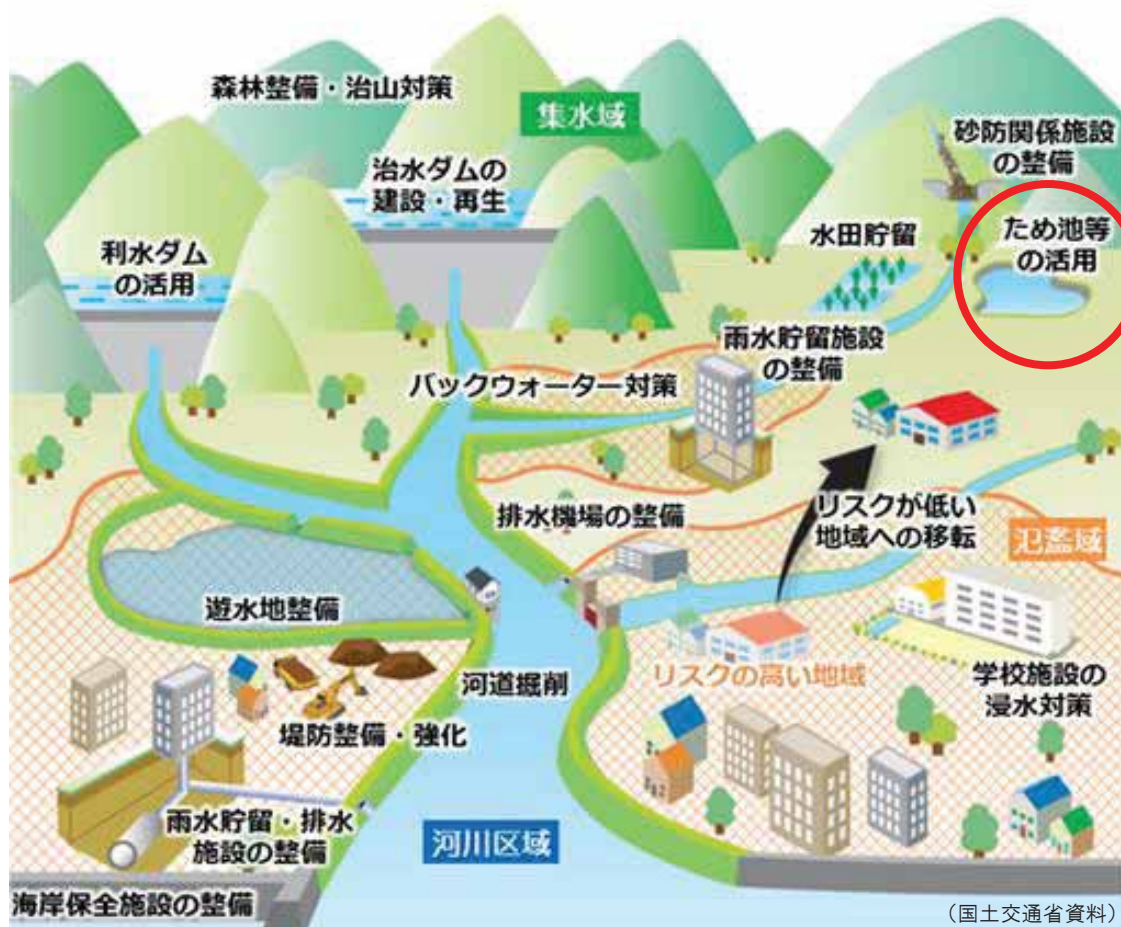 森林整備・治山対策
集水域
砂防関係施設
の整備
治水ダムの
建設・再生
ため池等
の活用
水田貯留
利水ダム
の活用
雨水貯留施設
の整備
バックウォーター対策
排水機場の整備
リスクが低い
地域への移転
氾濫域
遊水地整備
河道掘削
リスクの高い地域
学校施設の
浸水対策
堤防整備・強化
雨水貯留・排水
施設の整備
河川区域
海岸保全施設の整備
（国土交通省資料）